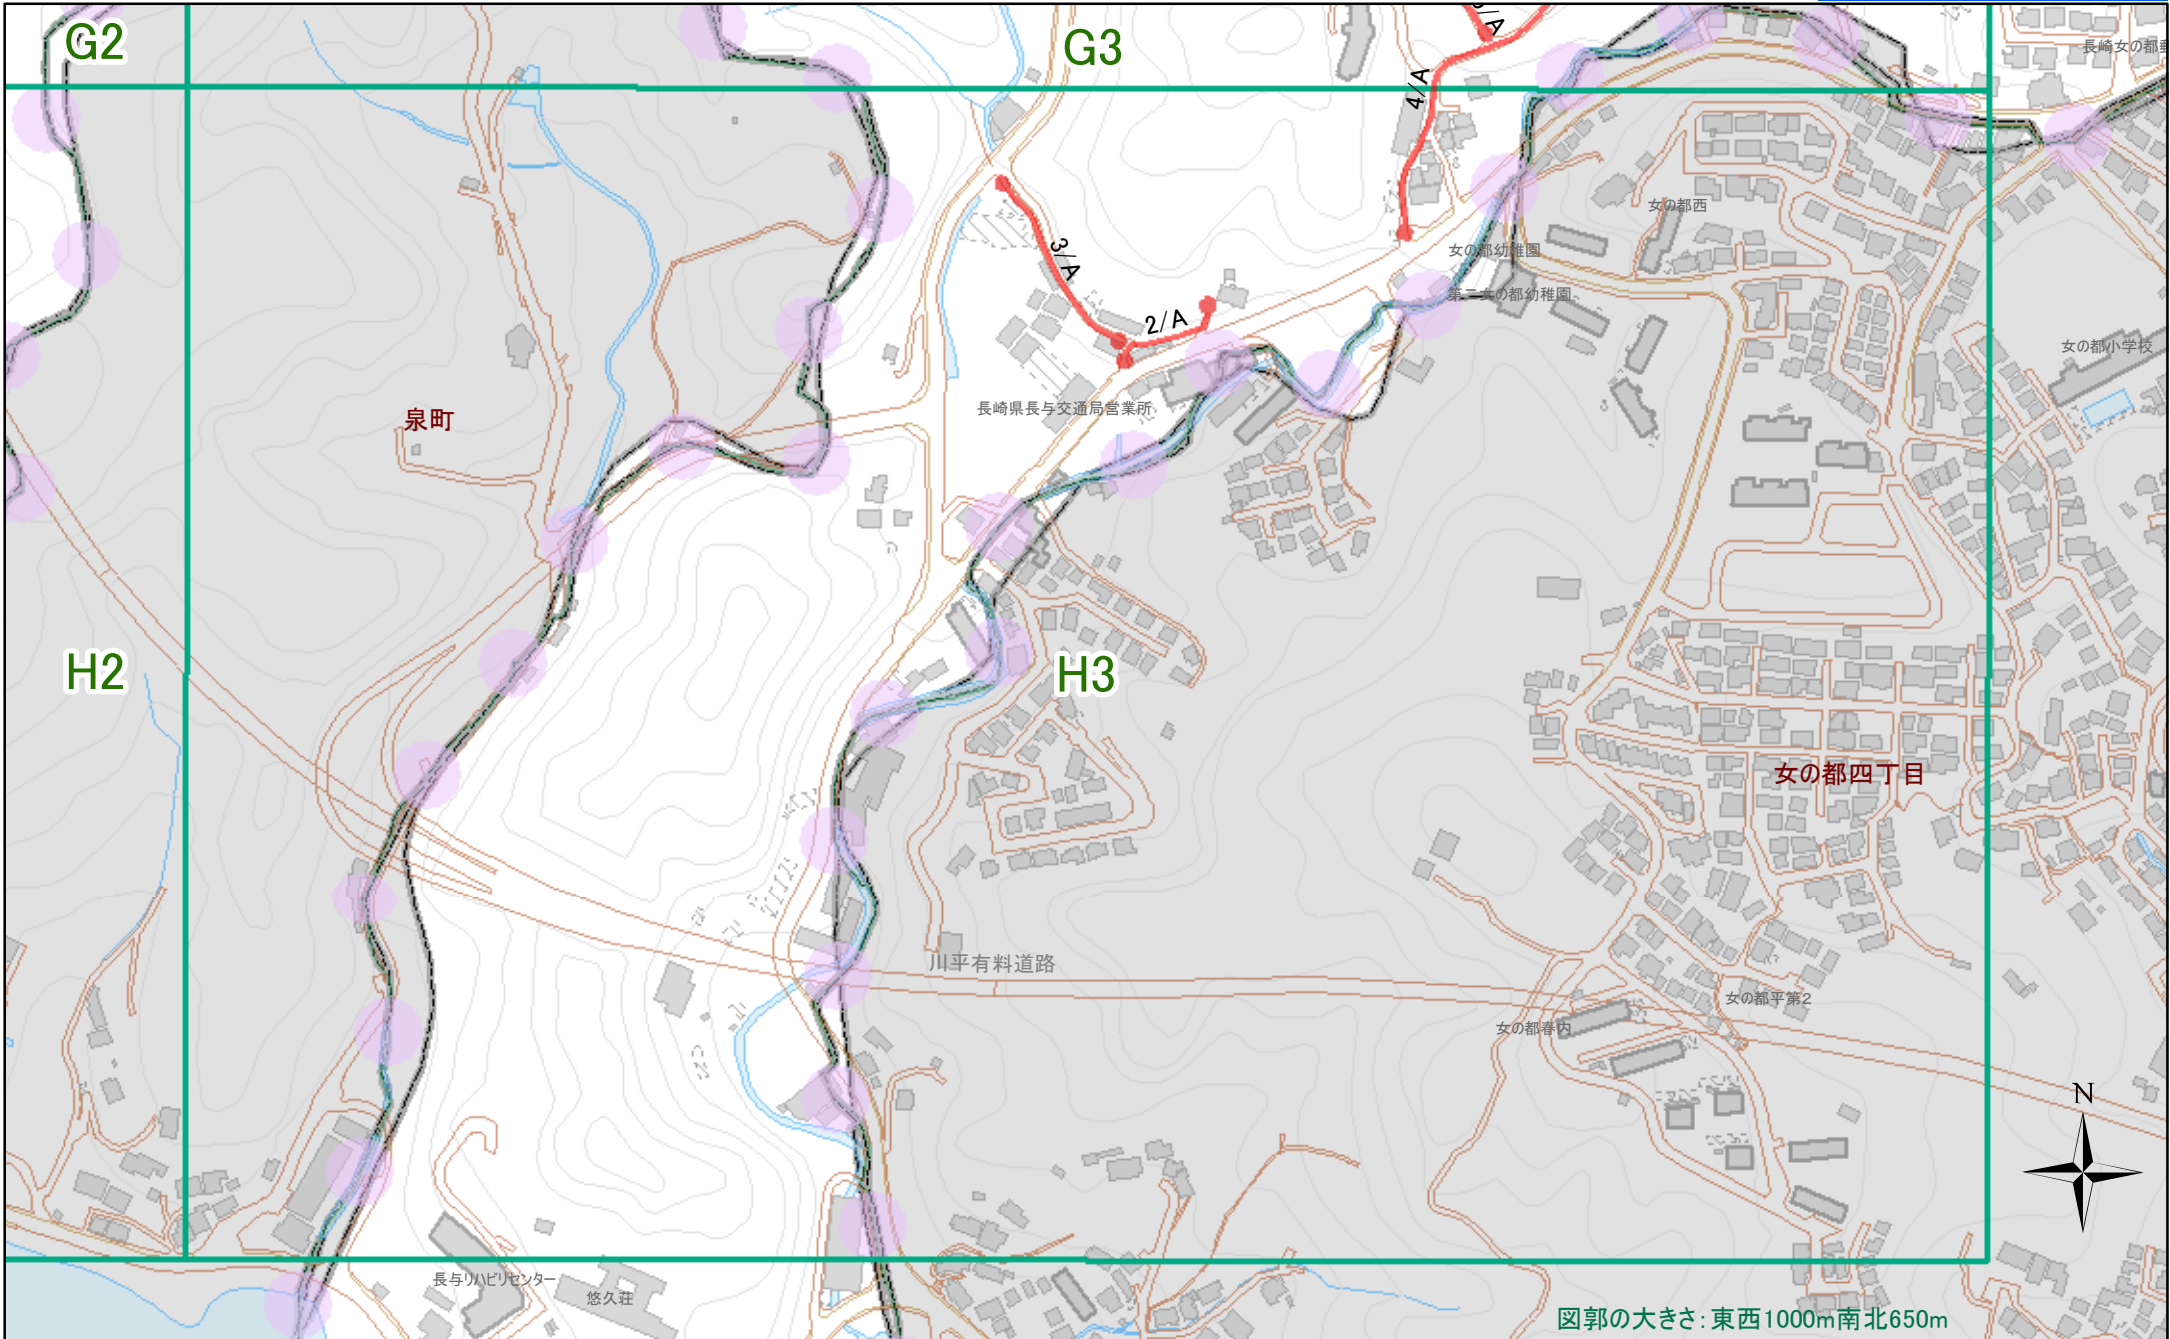 G2
G3
5/A
4/A
女の都西
女の都幼稚園
第二女の都幼稚園
3/A
2/A
女の都小学校
長崎県長与交通局営業所
泉町
H2
H3
女の都四丁目
川平有料道路
女の都平第2
女の都春内
N
長与リハビリセンター
悠久荘
図郭の大きさ:東西1000m南北650m